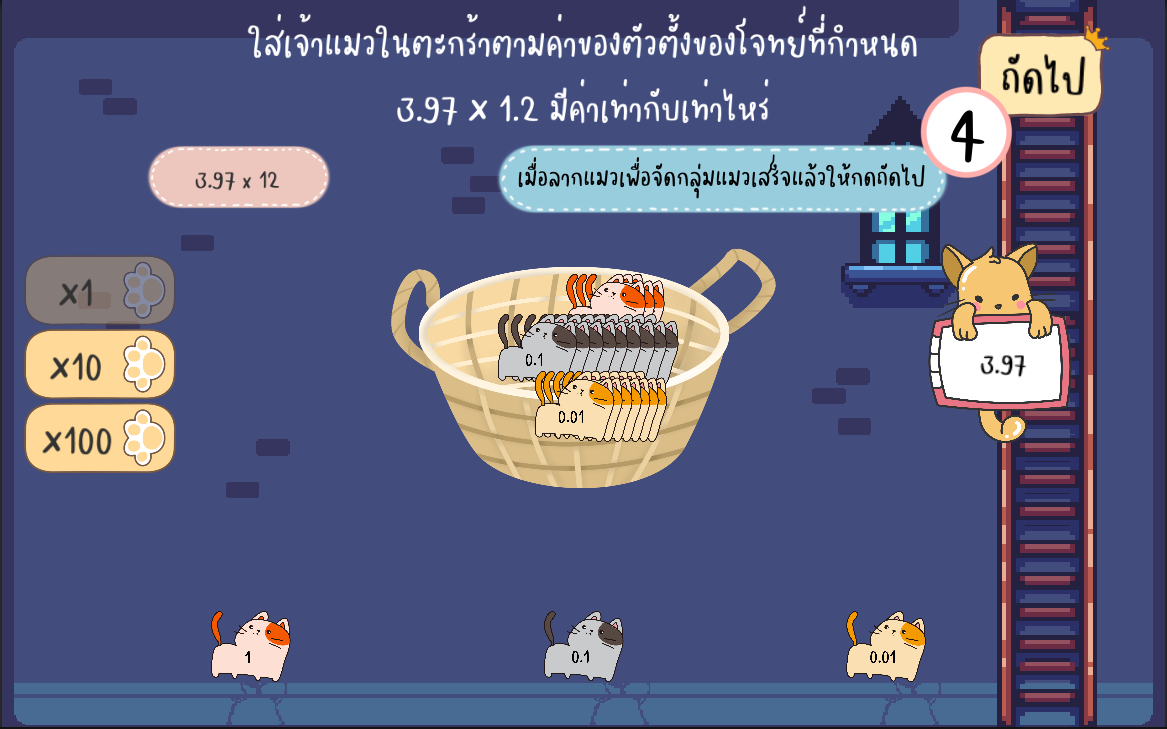 ใส่เจ้าแมวในตะกร้าตามค่าของตัวตั้งของโจทย์ที่กำหนด
3.97 x 1.2 มีค่าเท่ากับเท่าไหร่
ถัดไป
4
3.97 x 12
เมื่อลากแมวเพื่อจัดกลุ่มแมวเสร็จแล้วให้กดถัดไป
x1
x10
x100
0.1
0.01
3.97
1
0.1
0.01